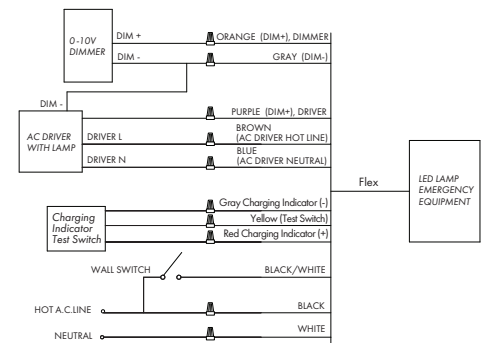 0-10V
DIMMER
DIM +
ORANGE (DIM+), DIMMER
DIM -
GRAY (DIM-)
DIM -
AC DRIVER
WITH LAMP
PURPLE (DIM+), DRIVER
DRIVER L
BROWN
(AC DRIVER HOT LINE)
DRIVER N
BLUE
(AC DRIVER NEUTRAL)
Flex
LED LAMP
EMERGENCY
EQUIPMENT
Charging
Indicator
Test Switch
Gray Charging Indicator (-)
Yellow (Test Switch)
Red Charging Indicator (+)
WALL SWITCH
BLACK/WHITE
HOT A.C.LINE
BLACK
NEUTRAL
WHITE